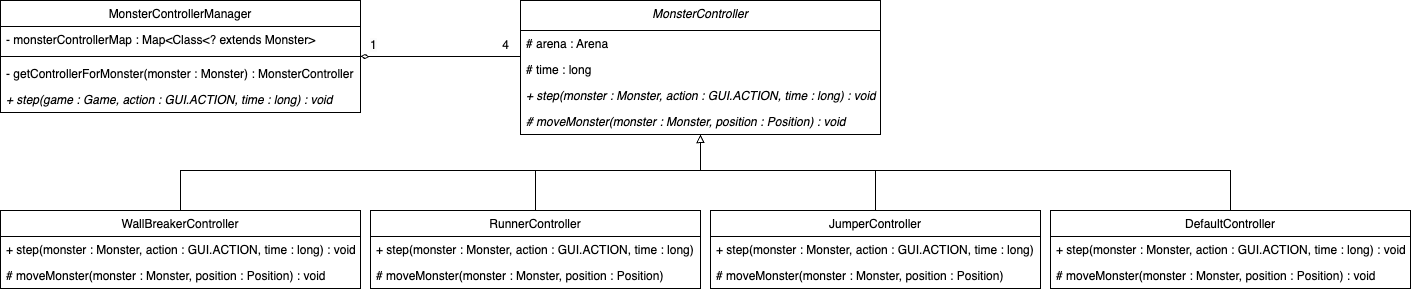 MonsterControllerManager
- monsterControllerMap : Map<Class<? extends Monster>
- getControllerForMonster(monster : Monster) : MonsterController
+ step(game : Game, action : GUI.ACTION, time : long) : void
1
4
MonsterController
# arena : Arena
# time : long
+ step(monster : Monster, action : GUI.ACTION, time : long) : void
# moveMonster(monster : Monster, position : Position) : void
WallBreakerController
+ step(monster : Monster, action : GUI.ACTION, time : long) : void
# moveMonster(monster : Monster, position : Position) : void
RunnerController
+ step(monster : Monster, action : GUI.ACTION, time : long)
# moveMonster(monster : Monster, position : Position)
JumperController
+ step(monster : Monster, action : GUI.ACTION, time : long)
# moveMonster(monster : Monster, position : Position)
DefaultController
+ step(monster : Monster, action : GUI.ACTION, time : long) : void
# moveMonster(monster : Monster, position : Position) : void